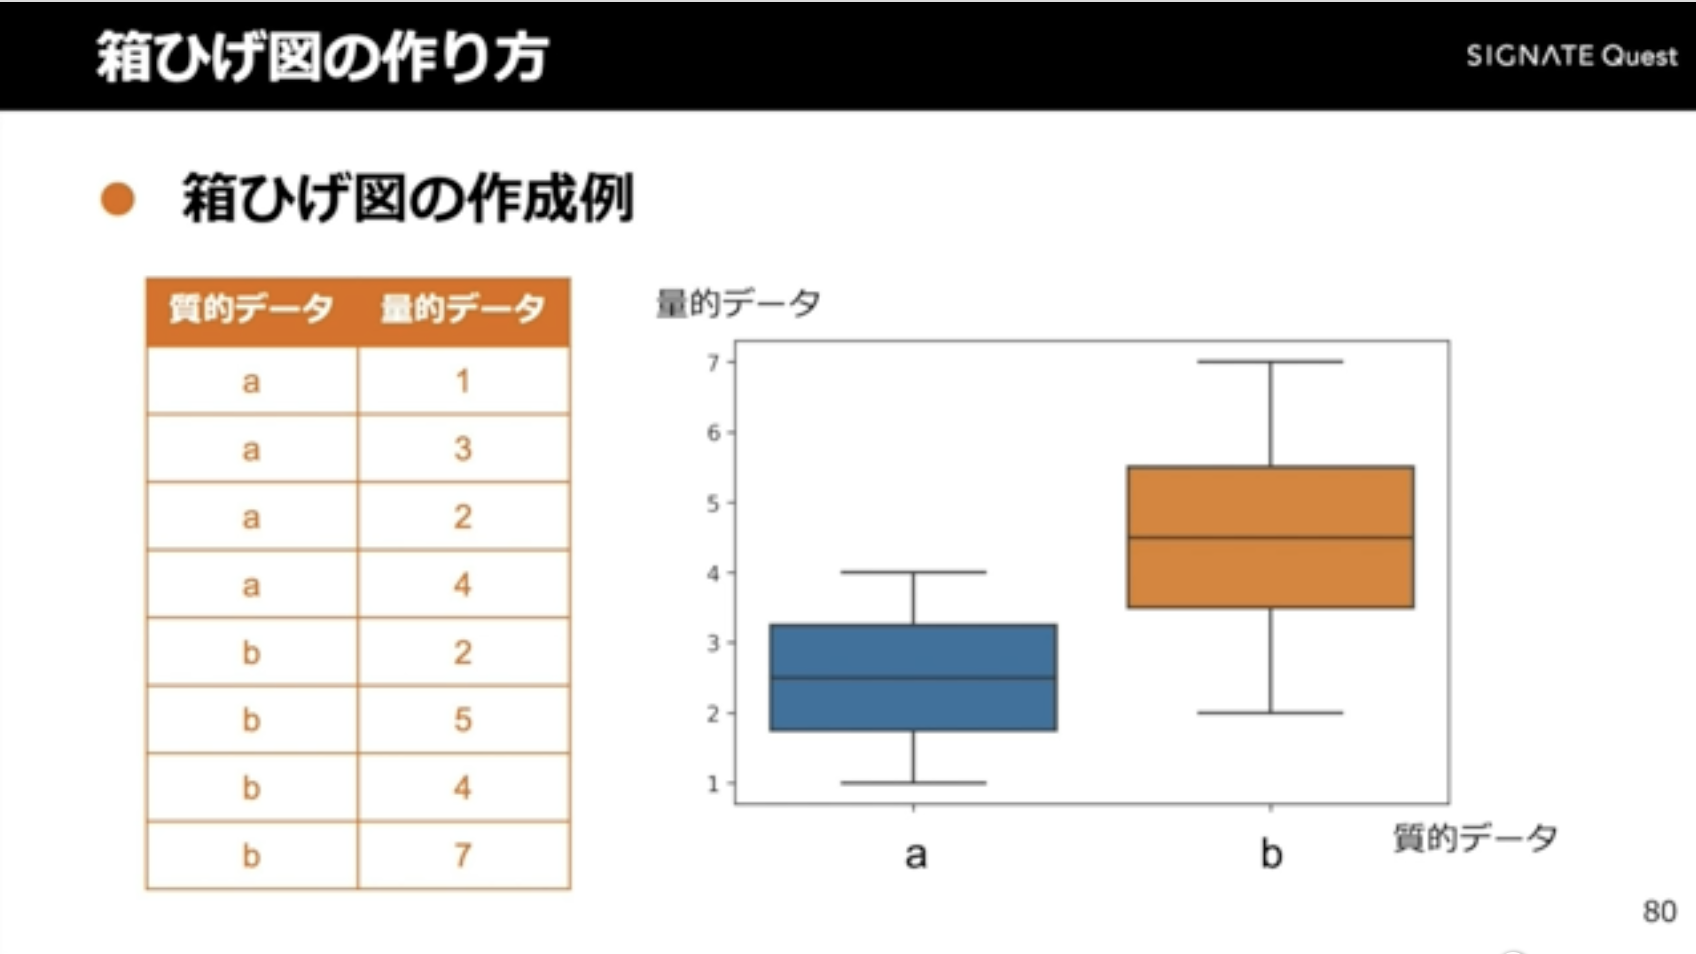 箱ひげ図の作り方
SIGNATE Quest
箱ひげ図の作成例
質的データ 量的データ
a 1
a 3
a 2
a 4
b 2
b 5
b 4
b 7
量的データ
7
6
5
4
3
2
1
a b
質的データ
80